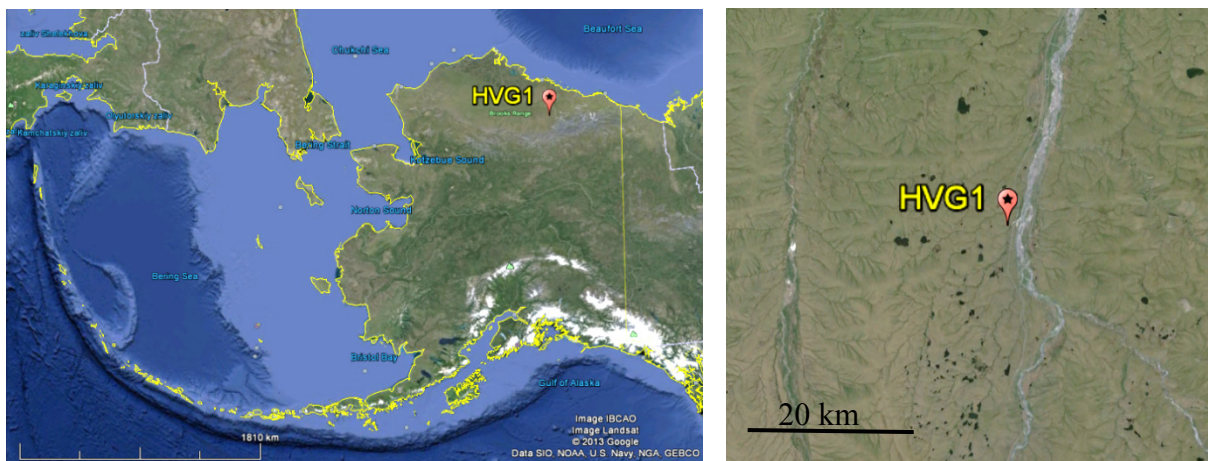 zaliv Shelekhova
Chukchi Sea
Beaufort Sea
HVG1
Brooks Range
Karaginskiy zaliv
Olyutorskiy zaliv
Kamchatskiy zaliv
Bering Strait
Kotzebue Sound
Norton Sound
Bering Sea
Bristol Bay
Gulf of Alaska
Image IBCAO
Image Landsat
© 2013 Google
Data SIO, NOAA, U.S. Navy, NGA, GEBCO
1810 km
HVG1
20 km